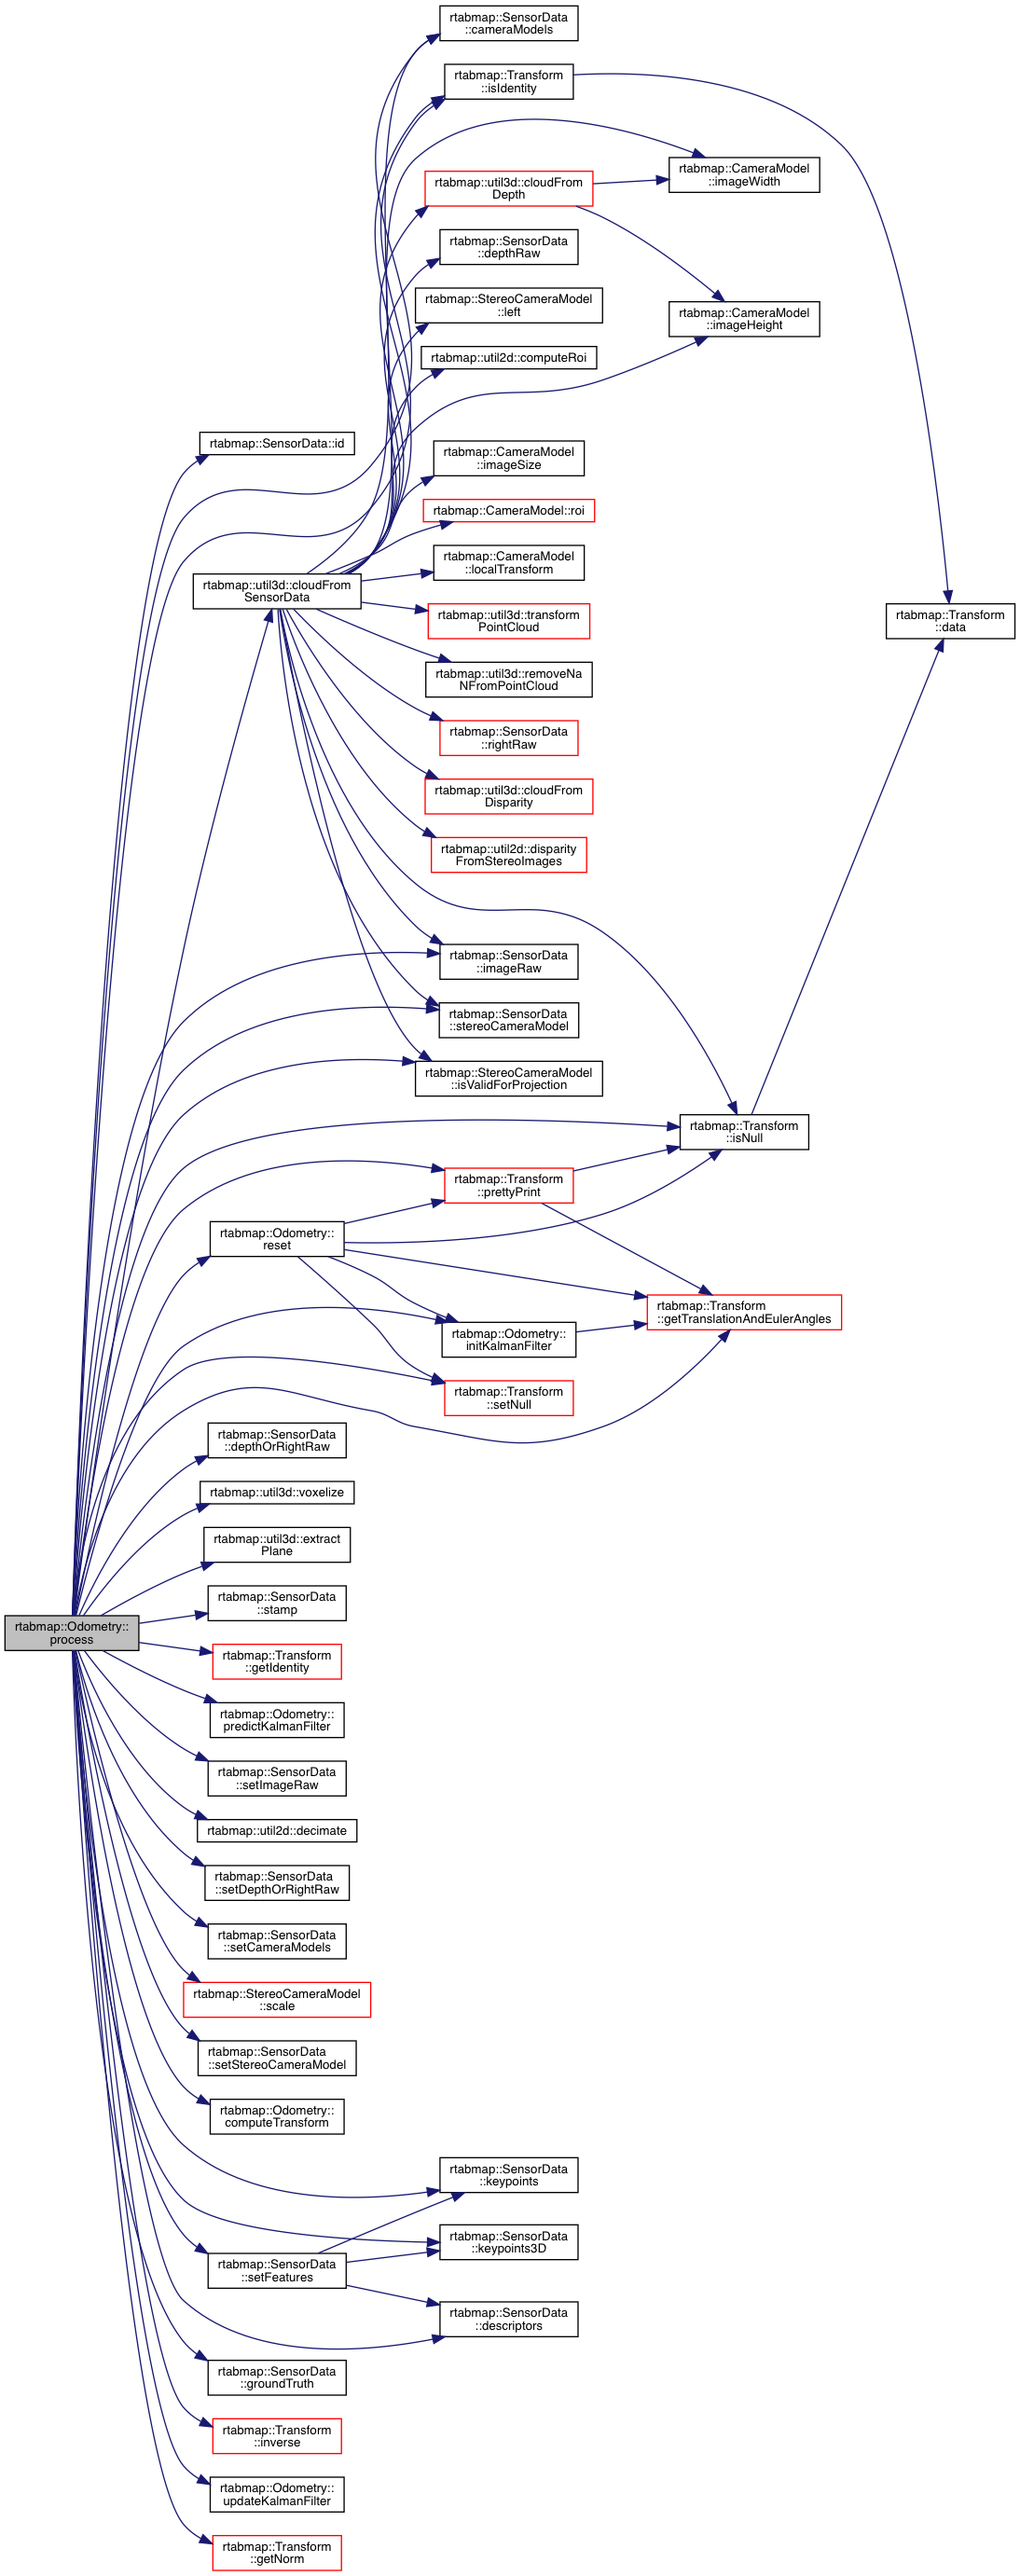 rtabmap::SensorData
::cameraModels
rtabmap::Transform
::isIdentity
rtabmap::CameraModel
::imageWidth
rtabmap::util3d::cloudFrom
Depth
rtabmap::SensorData
::depthRaw
rtabmap::StereoCameraModel
::left
rtabmap::CameraModel
::imageHeight
rtabmap::util2d::computeRoi
rtabmap::SensorData::id
rtabmap::CameraModel
::imageSize
rtabmap::CameraModel::roi
rtabmap::CameraModel
::localTransform
rtabmap::util3d::cloudFrom
SensorData
rtabmap::util3d::transform
PointCloud
rtabmap::Transform
::data
rtabmap::util3d::removeNa
NFromPointCloud
rtabmap::SensorData
::rightRaw
rtabmap::util3d::cloudFrom
Disparity
rtabmap::util2d::disparity
FromStereoImages
rtabmap::SensorData
::imageRaw
rtabmap::SensorData
::stereoCameraModel
rtabmap::StereoCameraModel
::isValidForProjection
rtabmap::Transform
::isNull
rtabmap::Transform
::prettyPrint
rtabmap::Odometry::
reset
rtabmap::Transform
::getTranslationAndEulerAngles
rtabmap::Odometry::
initKalmanFilter
rtabmap::Transform
::setNull
rtabmap::SensorData
::depthOrRightRaw
rtabmap::util3d::voxelize
rtabmap::util3d::extract
Plane
rtabmap::SensorData
::stamp
rtabmap::Odometry::
process
rtabmap::Transform
::getIdentity
rtabmap::Odometry::
predictKalmanFilter
rtabmap::SensorData
::setImageRaw
rtabmap::util2d::decimate
rtabmap::SensorData
::setDepthOrRightRaw
rtabmap::SensorData
::setCameraModels
rtabmap::StereoCameraModel
::scale
rtabmap::SensorData
::setStereoCameraModel
rtabmap::Odometry::
computeTransform
rtabmap::SensorData
::keypoints
rtabmap::SensorData
::keypoints3D
rtabmap::SensorData
::setFeatures
rtabmap::SensorData
::descriptors
rtabmap::SensorData
::groundTruth
rtabmap::Transform
::inverse
rtabmap::Odometry::
updateKalmanFilter
rtabmap::Transform
::getNorm